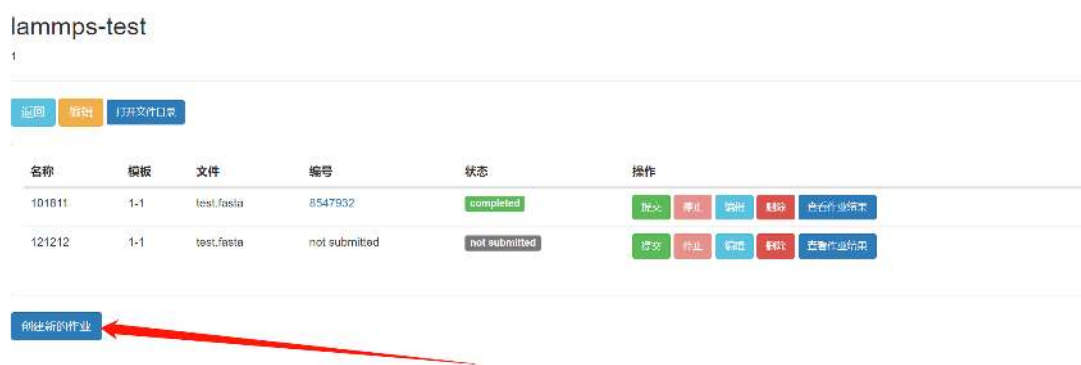 lammps-test
1
返回 编辑 打开文件目录
名称 模板 文件 编号 状态 操作
101811 1-1 test.fasta 8547932 completed 提交 停止 编辑 删除 查看作业结果
121212 1-1 test.fasta not submitted not submitted 提交 停止 编辑 删除 查看作业结果
创建新的作业